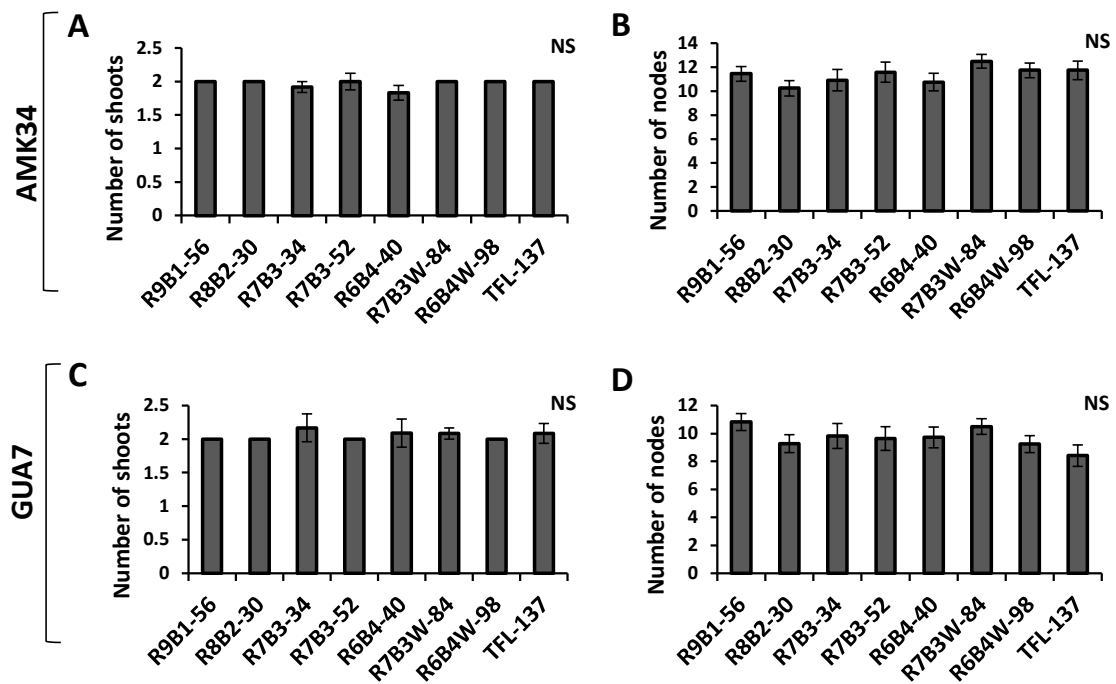 AMK34
A
NS
Number of shoots
2.5
2
1.5
1
0.5
0
R9B1-56
R8B2-30
R7B3-34
R7B3-52
R6B4-40
R7B3W-84
R6B4W-98
TFL-137
B
NS
Number of nodes
14
12
10
8
6
4
2
0
R9B1-56
R8B2-30
R7B3-34
R7B3-52
R6B4-40
R7B3W-84
R6B4W-98
TFL-137
GUA7
C
NS
Number of shoots
2.5
2
1.5
1
0.5
0
R9B1-56
R8B2-30
R7B3-34
R7B3-52
R6B4-40
R7B3W-84
R6B4W-98
TFL-137
D
NS
Number of nodes
12
10
8
6
4
2
0
R9B1-56
R8B2-30
R7B3-34
R7B3-52
R6B4-40
R7B3W-84
R6B4W-98
TFL-137